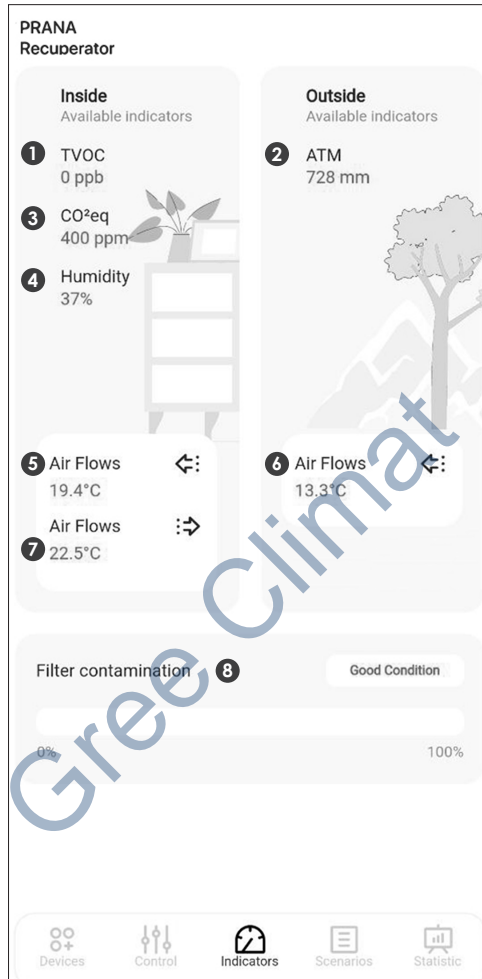 PRANA
Recuperator
Inside
Available indicators
1 TVOC
0 ppb
3 CO²eq
400 ppm
4 Humidity
37%
5 Air Flows
19.4°C
Air Flows
7 22.5°C
Outside
Available indicators
2 ATM
728 mm
6 Air Flows
13.3°C
Filter contamination 8 Good Condition
0% 100%
Devices Control Indicators Scenarios Statistic
Gree Climat